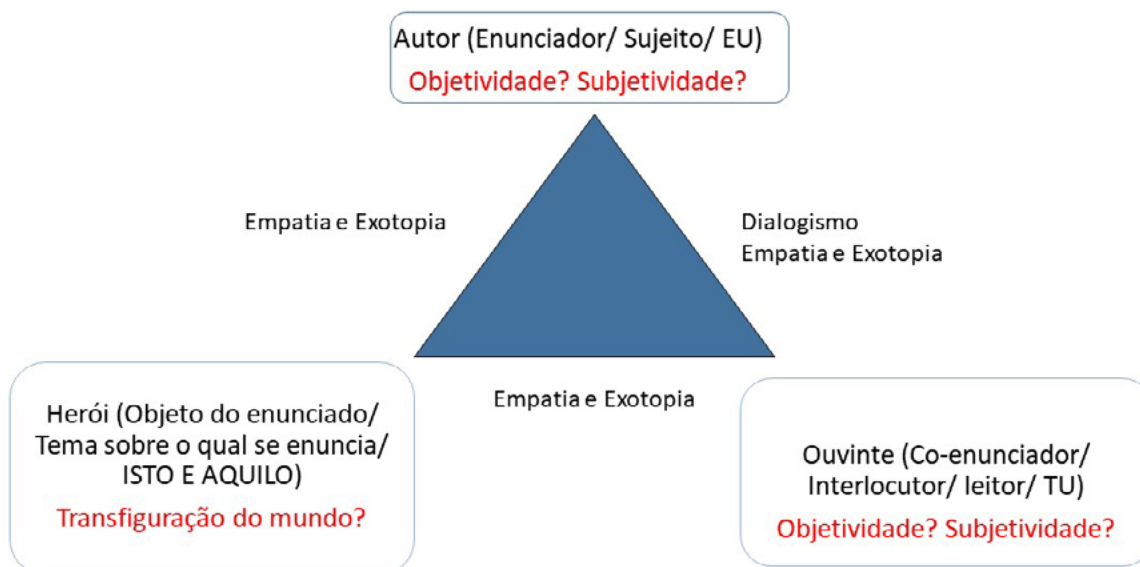 Autor (Enunciador/ Sujeito/ EU)
Objetividade? Subjetividade?
Empatia e Exotopia
Dialogismo
Empatia e Exotopia
Empatia e Exotopia
Herói (Objeto do enunciado/
Tema sobre o qual se enuncia/
ISTO E AQUILO)
Transfiguração do mundo?
Ouvinte (Co-enunciador/
Interlocutor/ leitor/ TU)
Objetividade? Subjetividade?